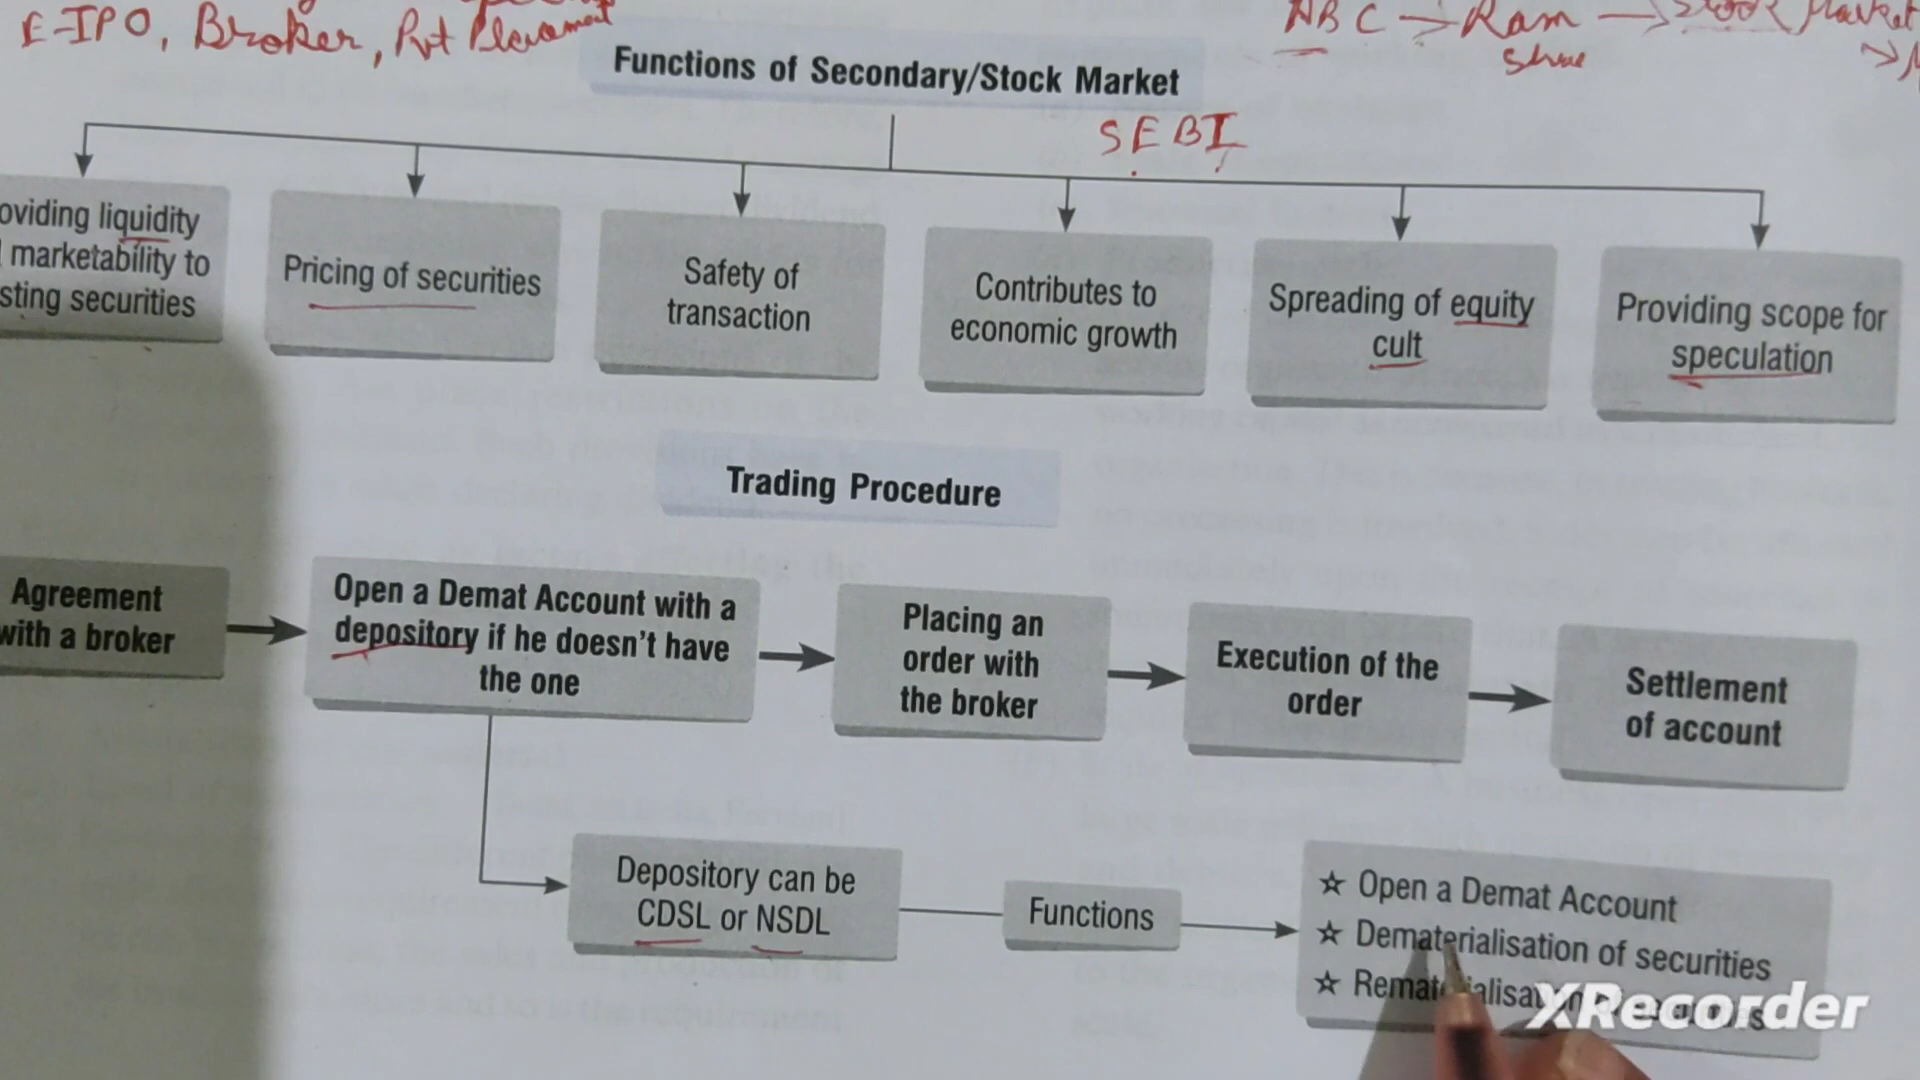 E-IPO, Broker, Pvt Placement
ABC → Ram → Stock Market
Share
Functions of Secondary/Stock Market
SEBI
oviding liquidity
marketability to
sting securities
Pricing of securities
Safety of
transaction
Contributes to
economic growth
Spreading of equity
cult
Providing scope for
speculation
Trading Procedure
Agreement
with a broker
Open a Demat Account with a
depository if he doesn't have
the one
Placing an
order with
the broker
Execution of the
order
Settlement
of account
Depository can be
CDSL or NSDL
Functions
☆ Open a Demat Account
☆ Dematerialisation of securities
☆ Rematerialisation of securities
XRecorder